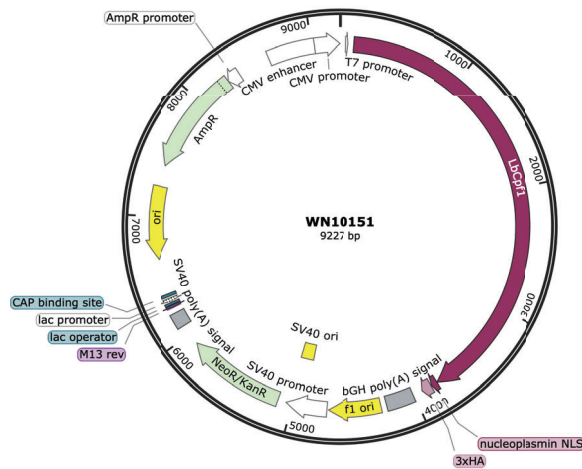 AmpR promoter
9000
CMV enhancer
CMV promoter
T7 promoter
1000
8000
AmpR
LbCpf1
2000
ori
7000
WN10151
9227 bp
CAP binding site
lac promoter
lac operator
M13 rev
SV40 poly(A) signal
SV40 ori
3000
6000
NeoR/KanR
SV40 promoter
bGH poly(A) signal
f1 ori
5000
4000
nucleoplasmin NLS
3xHA